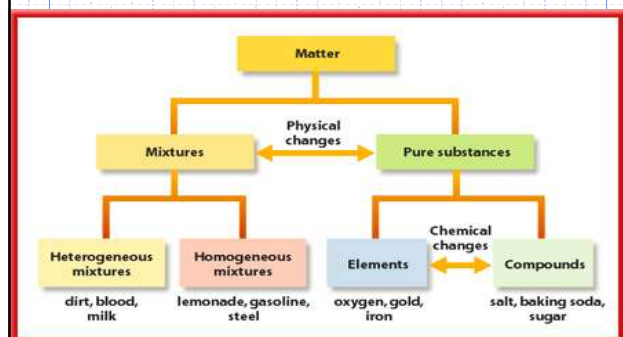 Matter
Physical
changes
Mixtures
Pure substances
Chemical
changes
Heterogeneous
mixtures
Homogeneous
mixtures
Elements
Compounds
dirt, blood,
milk
lemonade, gasoline,
steel
oxygen, gold,
iron
salt, baking soda,
sugar